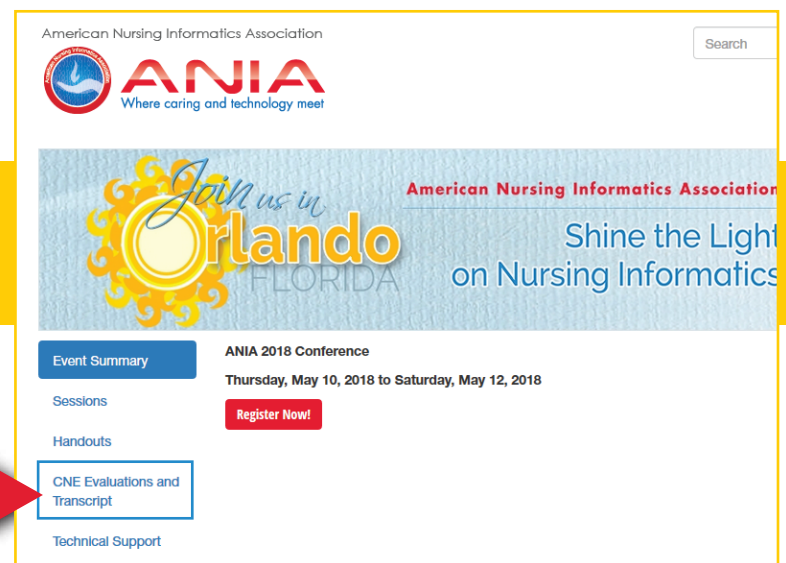 American Nursing Informatics Association
ANIA
Where caring and technology meet
Search
Join us in
Orlando
FLORIDA
American Nursing Informatics Association
Shine the Light
on Nursing Informatics
Event Summary
ANIA 2018 Conference
Thursday, May 10, 2018 to Saturday, May 12, 2018
Register Now!
Sessions
Handouts
CNE Evaluations and
Transcript
Technical Support